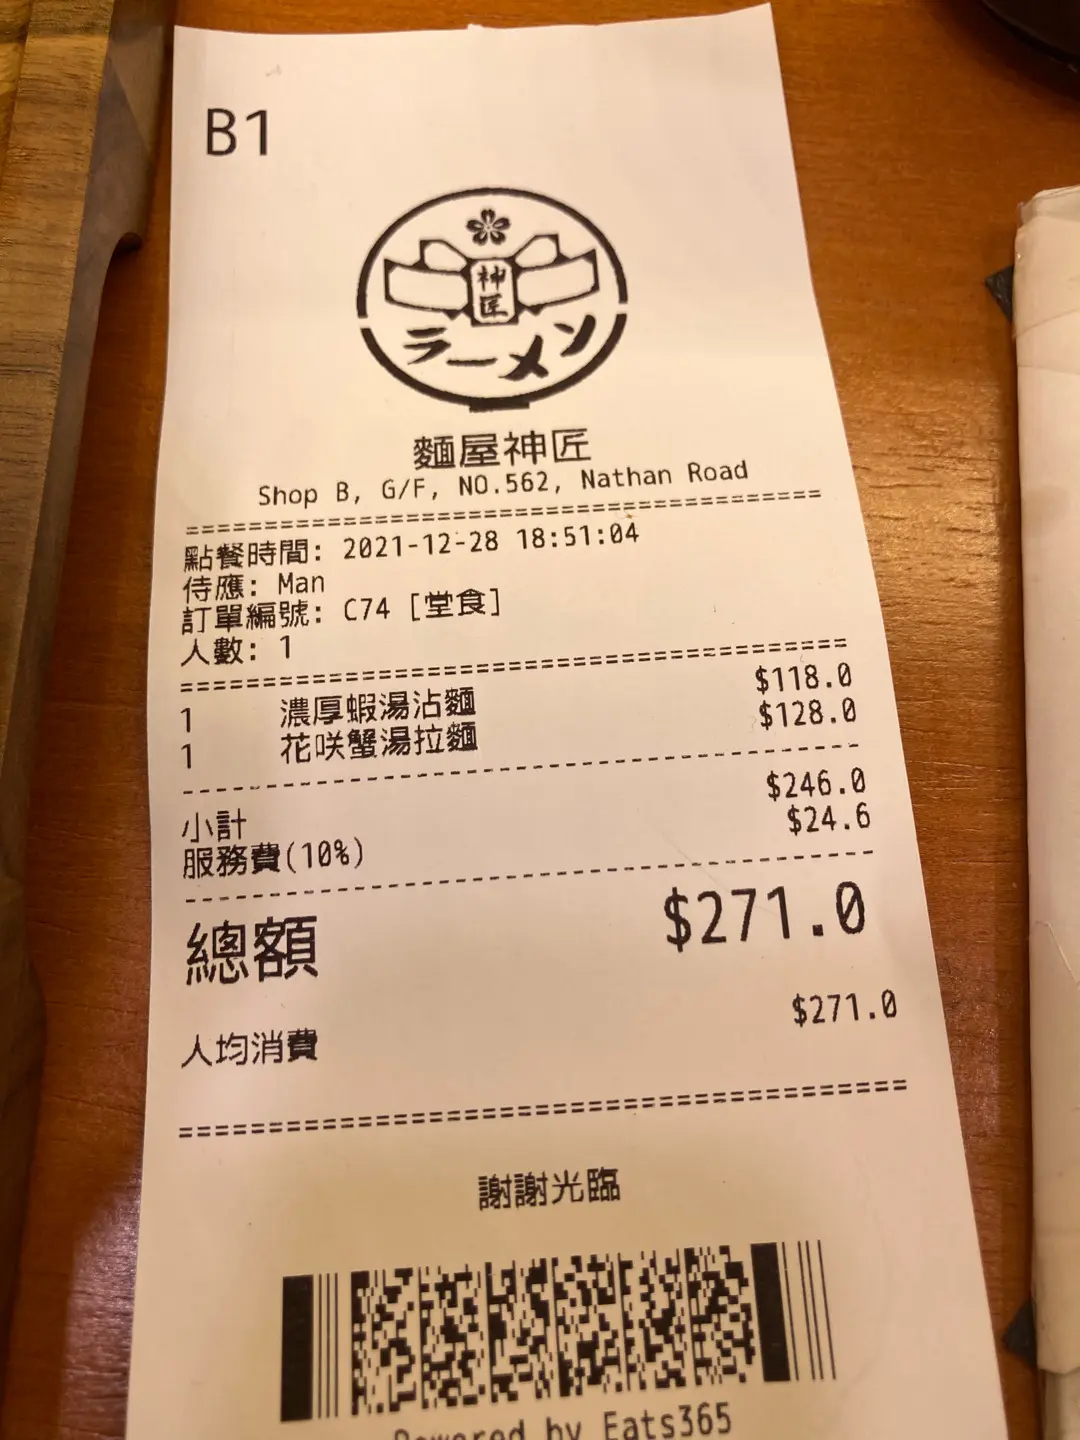 B1
神匠
ラーメン
麵屋神匠
Shop B, G/F, NO.562, Nathan Road
點餐時間: 2021-12-28 18:51:04
侍應: Man
訂單編號: C74 [堂食]
人數: 1
1 濃厚蝦湯沾麵 $118.0
1 花咲蟹湯拉麵 $128.0
小計 $246.0
服務費(10%) $24.6
總額 $271.0
人均消費 $271.0
謝謝光臨
Powered by Eats365